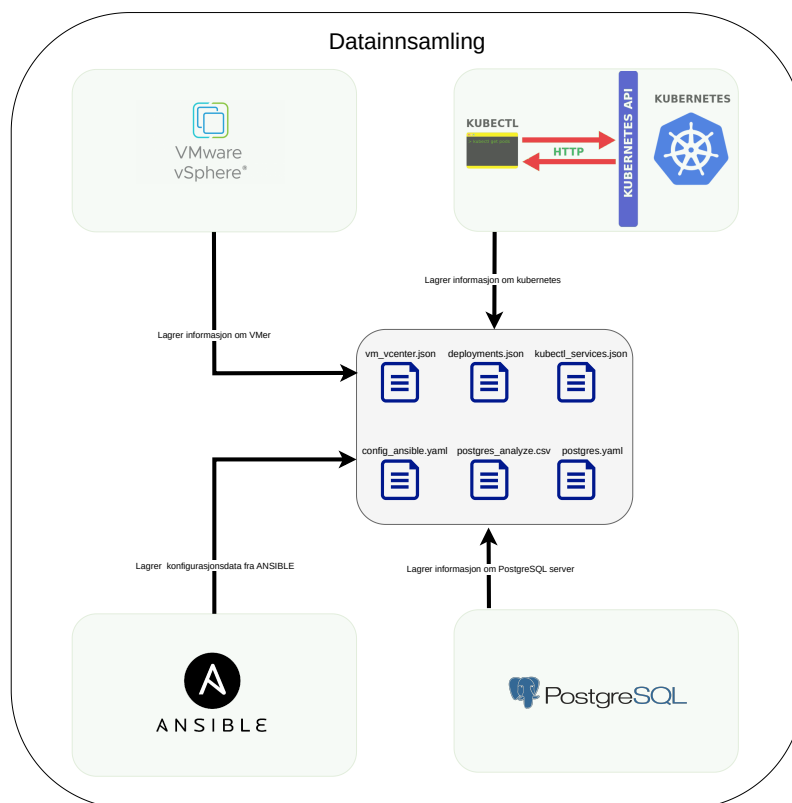 Datainnsamling
VMware
vSphere®
KUBECTL
HTTP
KUBERNETES API
KUBERNETES
Lagrer informasjon om kubernetes
Lagrer informasjon om VMer
vm_vcenter.json
deployments.json
kubectl_services.json
config_ansible.yaml
postgres_analyze.csv
postgres.yaml
Lagrer konfigurasjonsdata fra ANSIBLE
Lagrer informasjon om PostgreSQL server
ANSIBLE
PostgreSQL